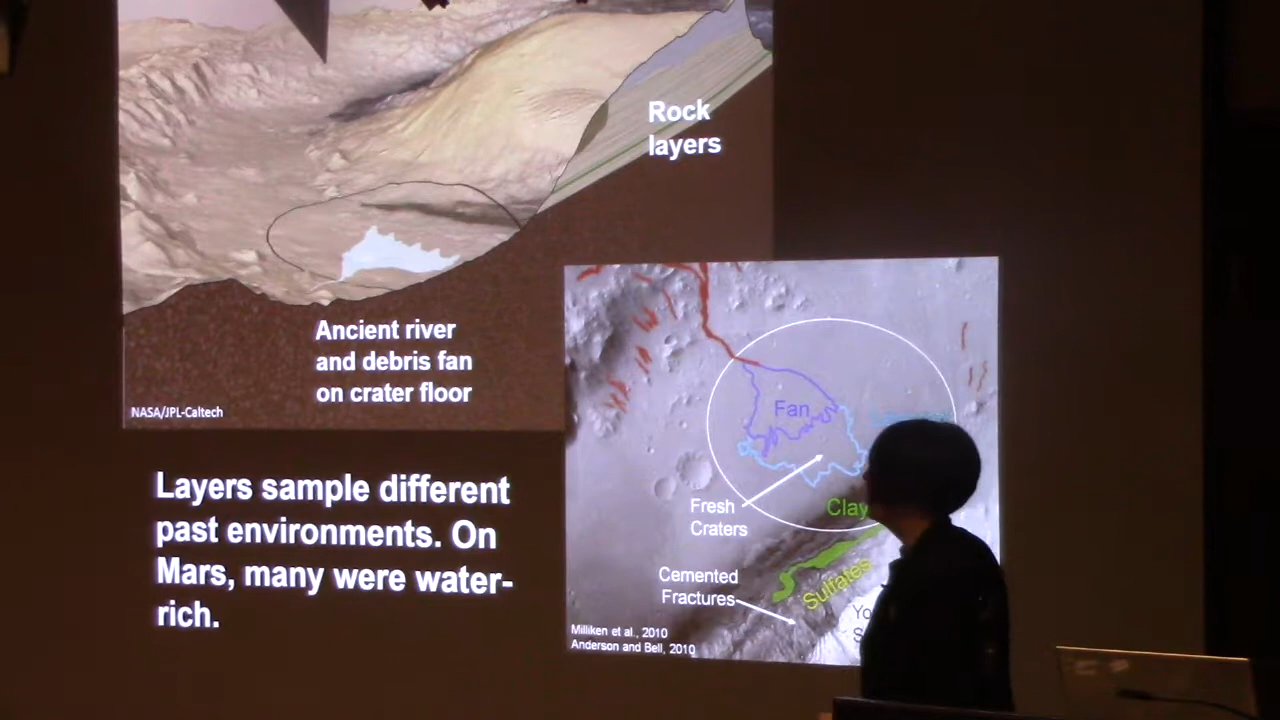 Rock
layers
Ancient river
and debris fan
on crater floor
NASA/JPL-Caltech
Layers sample different
past environments. On
Mars, many were water-
rich.
Fan
Fresh
Craters
Clay
Sulfates
Cemented
Fractures
Milliken et al., 2010
Anderson and Bell, 2010